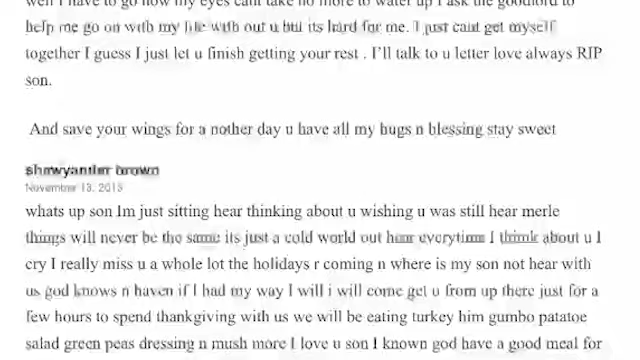 well I have to go now my eyes cant take no more to water up I ask the goodlord to
help me go on with my life with out u but its hard for me. I just cant get myself
together I guess I just let u finish getting your rest . I’ll talk to u letter love always RIP
son.
And save your wings for a nother day u have all my hugs n blessing stay sweet
shawyander brown
November 13, 2015
whats up son Im just sitting hear thinking about u wishing u was still hear merle
things will never be the same its just a cold world out hear everytime I think about u I
cry I really miss u a whole lot the holidays r coming n where is my son not hear with
us god knows n haven if I had my way I will i will come get u from up there just for a
few hours to spend thankgiving with us we will be eating turkey him gumbo patatoe
salad green peas dressing n mush more I love u son I known god have a good meal for